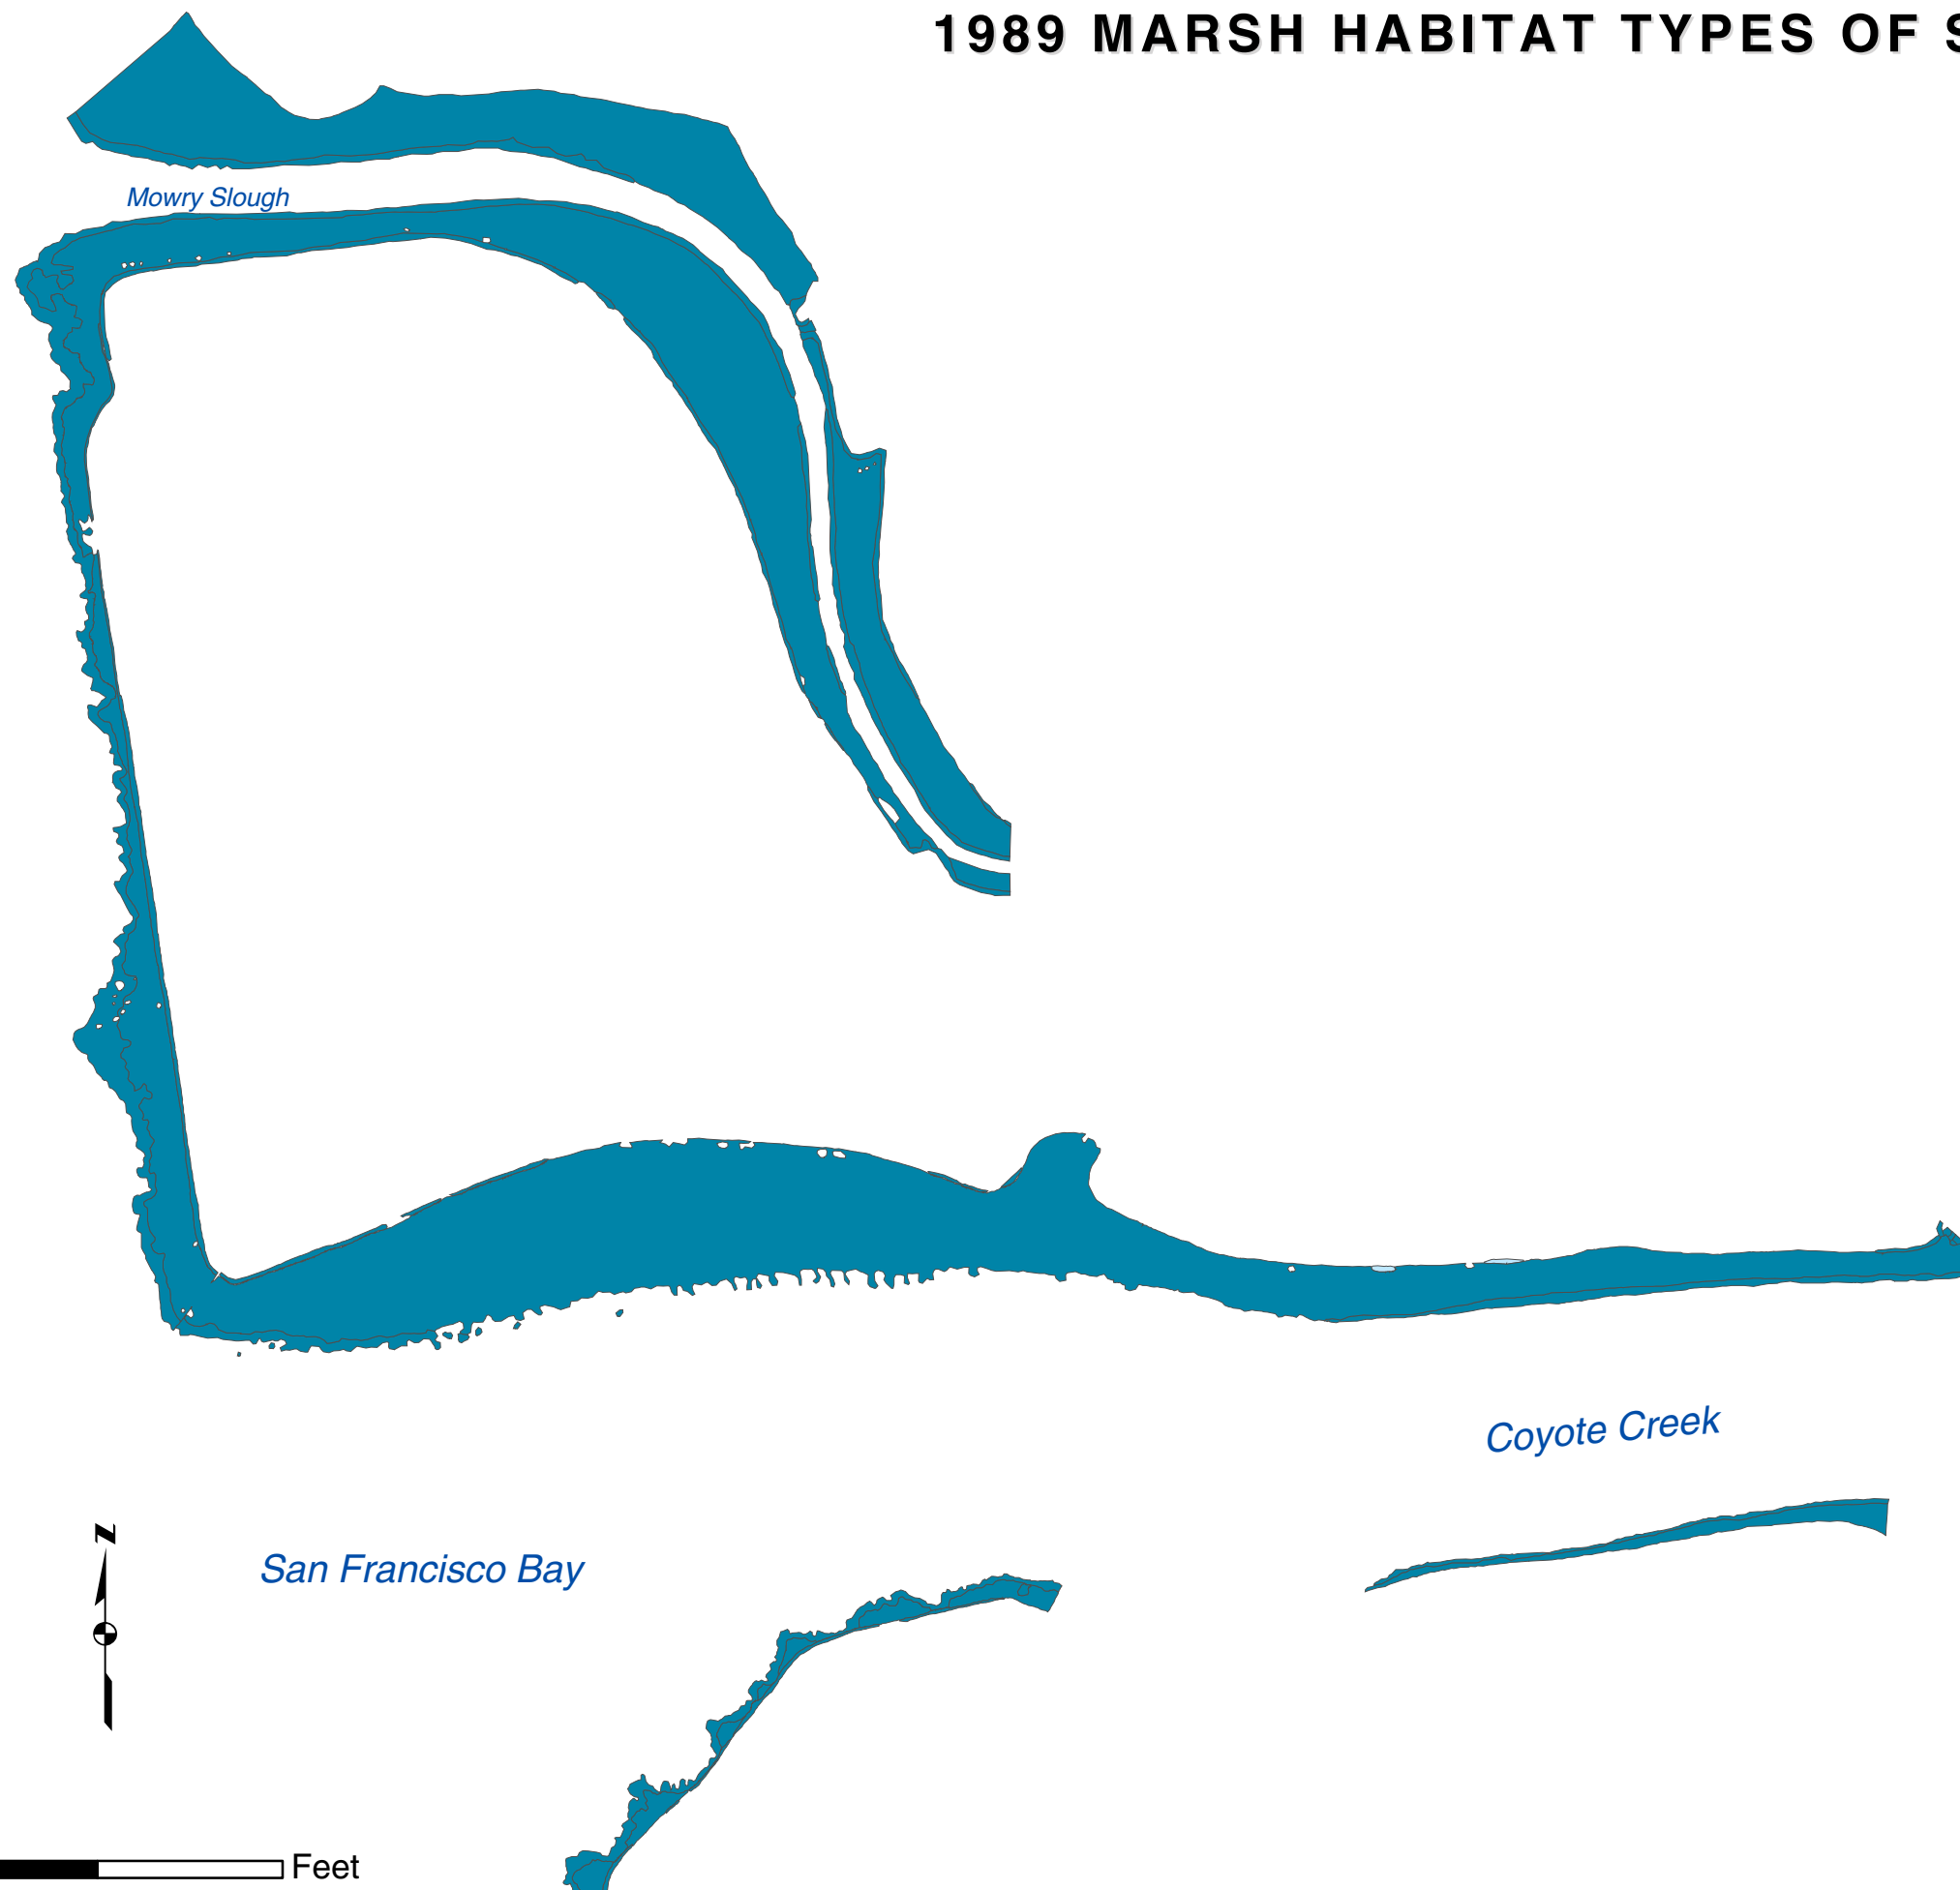 1989 MARSH HABITAT TYPES OF S
Mowry Slough
Coyote Creek
N
San Francisco Bay
Feet